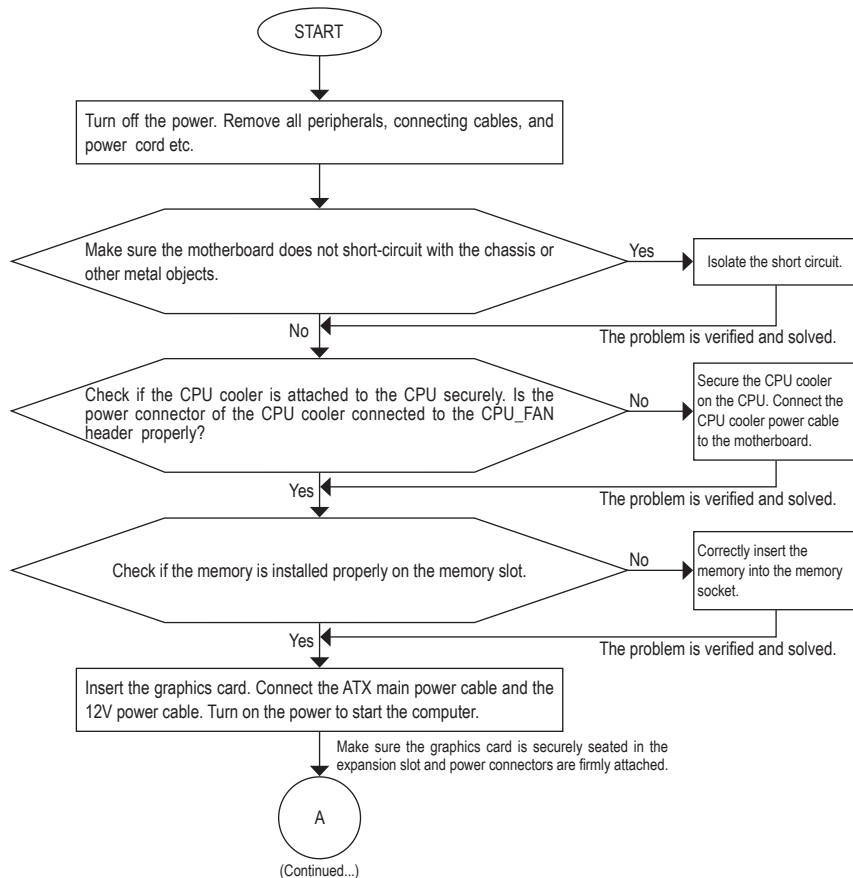 START
Turn off the power. Remove all peripherals, connecting cables, and
power cord etc.
Make sure the motherboard does not short-circuit with the chassis or
other metal objects.
Yes
Isolate the short circuit.
No
The problem is verified and solved.
Check if the CPU cooler is attached to the CPU securely. Is the
power connector of the CPU cooler connected to the CPU_FAN
header properly?
No
Secure the CPU cooler
on the CPU. Connect the
CPU cooler power cable
to the motherboard.
Yes
The problem is verified and solved.
Check if the memory is installed properly on the memory slot.
No
Correctly insert the
memory into the memory
socket.
Yes
The problem is verified and solved.
Insert the graphics card. Connect the ATX main power cable and the
12V power cable. Turn on the power to start the computer.
Make sure the graphics card is securely seated in the
expansion slot and power connectors are firmly attached.
A
(Continued...)